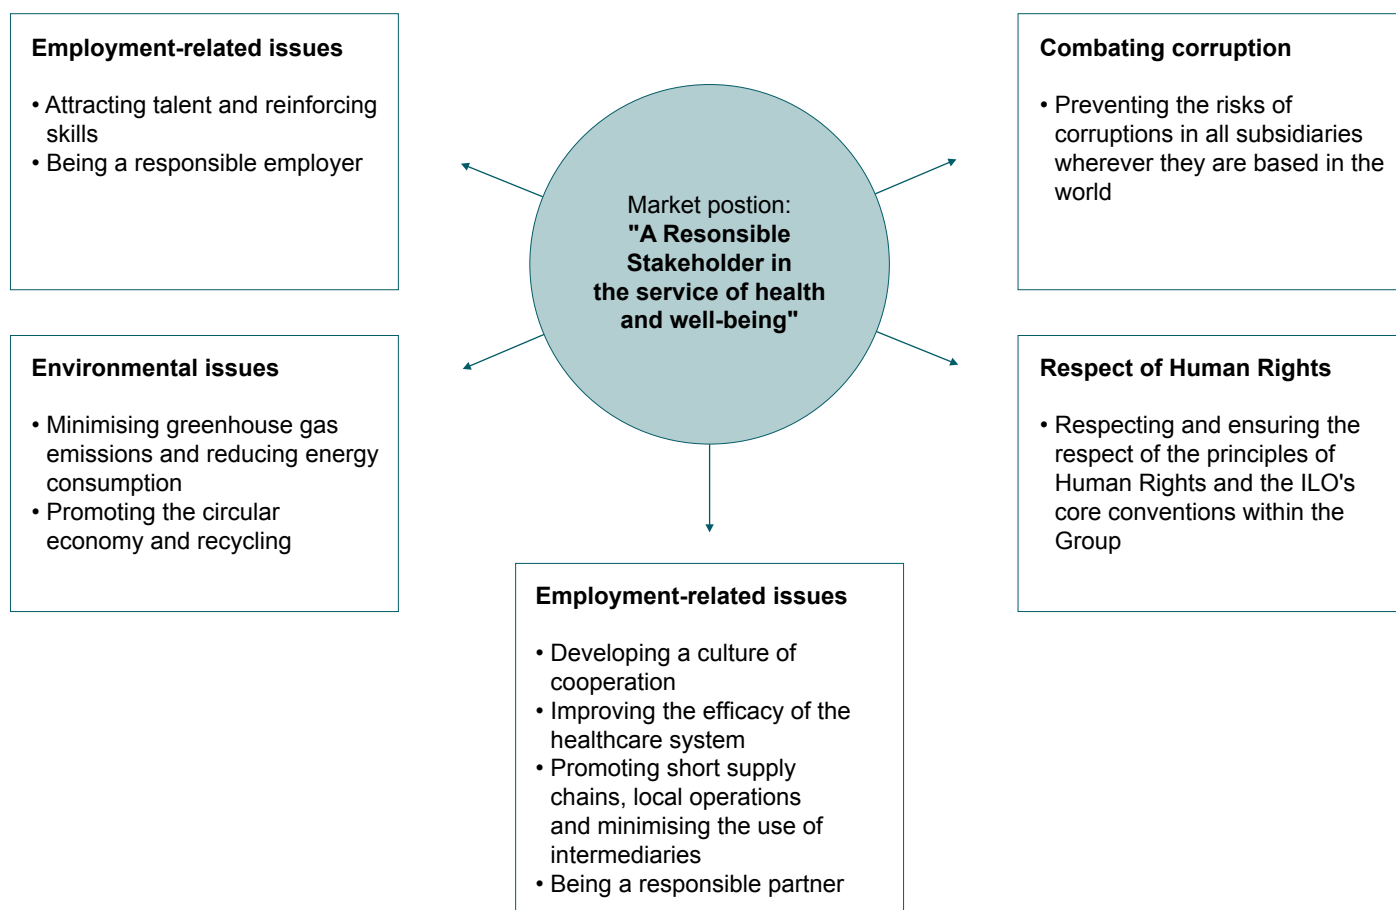 Employment-related issues
• Attracting talent and reinforcing
skills
• Being a responsible employer
Combating corruption
• Preventing the risks of
corruptions in all subsidiaries
wherever they are based in the
world
Market postion:
"A Resonsible
Stakeholder in
the service of health
and well-being"
Environmental issues
• Minimising greenhouse gas
emissions and reducing energy
consumption
• Promoting the circular
economy and recycling
Respect of Human Rights
• Respecting and ensuring the
respect of the principles of
Human Rights and the ILO's
core conventions within the
Group
Employment-related issues
• Developing a culture of
cooperation
• Improving the efficacy of the
healthcare system
• Promoting short supply
chains, local operations
and minimising the use of
intermediaries
• Being a responsible partner